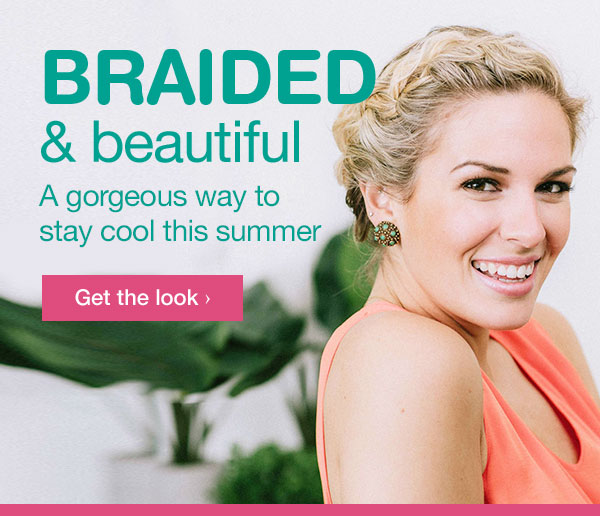 BRAIDED
& beautiful
A gorgeous way to
stay cool this summer
Get the look ›